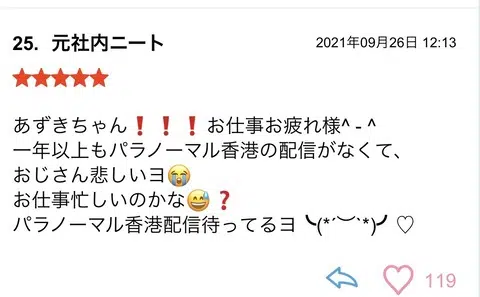 25. 元社内ニート
2021年09月26日 12:13
★★★★★
あずきちゃん❗❗❗お仕事お疲れ様^ - ^
一年以上もパラノーマル香港の配信がなくて、
おじさん悲しいヨ😭
お仕事忙しいのかな😅❓
パラノーマル香港配信待ってるヨ╰(*´︶`*)╯♡
119